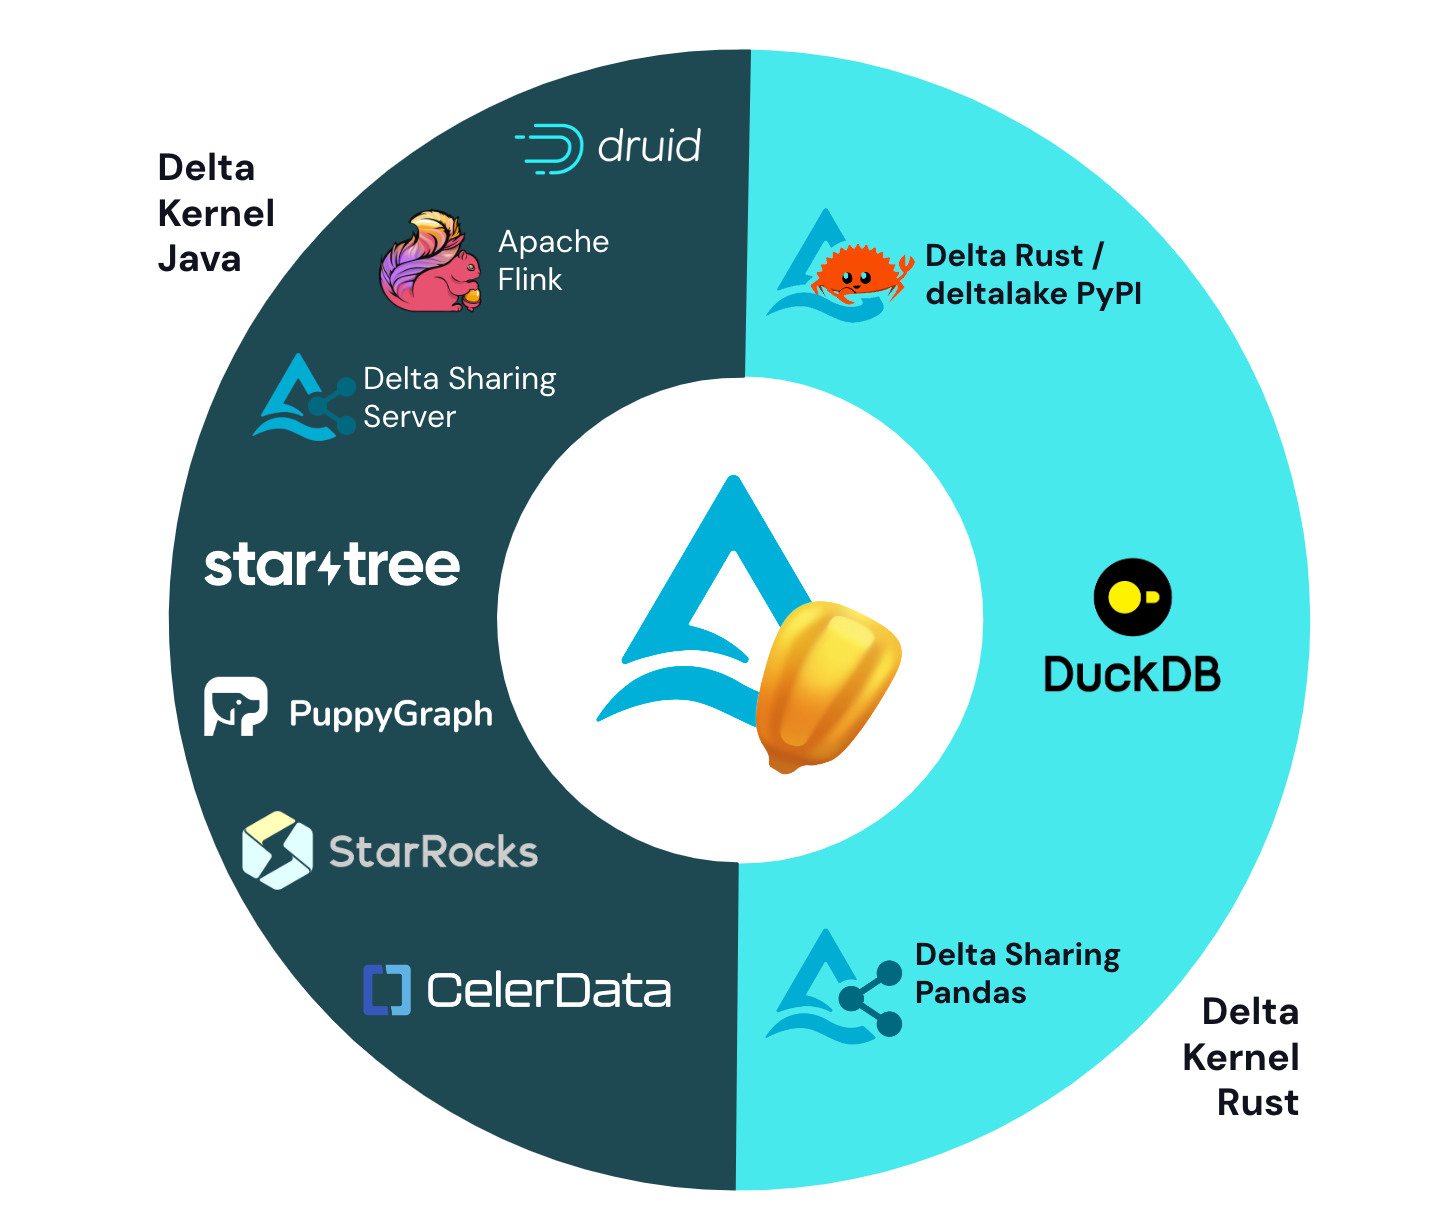 Delta
Kernel
Java
druid
Apache
Flink
Delta Sharing
Server
startree
PuppyGraph
StarRocks
CelerData
Delta Rust /
deltalake PyPI
DuckDB
Delta Sharing
Pandas
Delta
Kernel
Rust